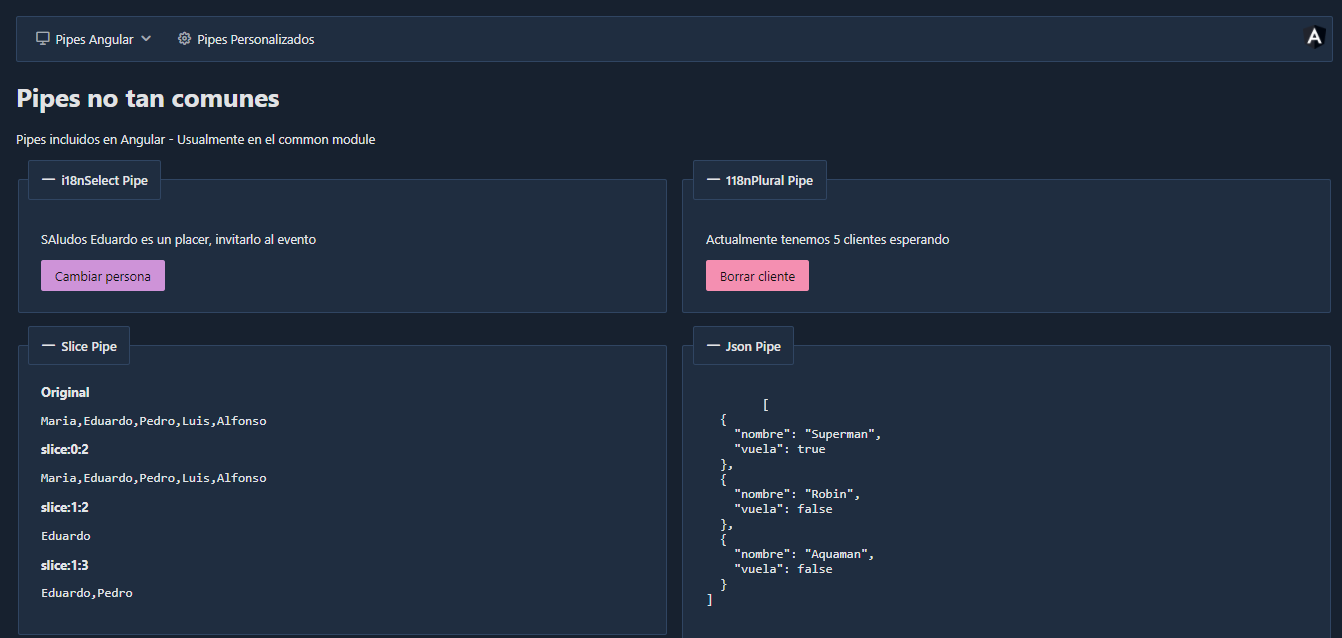 Pipes Angular
Pipes Personalizados
A
Pipes no tan comunes
Pipes incluidos en Angular - Usualmente en el common module
— i18nSelect Pipe
SAludos Eduardo es un placer, invitarlo al evento
Cambiar persona
— 118nPlural Pipe
Actualmente tenemos 5 clientes esperando
Borrar cliente
— Slice Pipe
Original
Maria,Eduardo,Pedro,Luis,Alfonso
slice:0:2
Maria,Eduardo,Pedro,Luis,Alfonso
slice:1:2
Eduardo
slice:1:3
Eduardo,Pedro
— Json Pipe
[
{
"nombre": "Superman",
"vuela": true
},
{
"nombre": "Robin",
"vuela": false
},
{
"nombre": "Aquaman",
"vuela": false
}
]